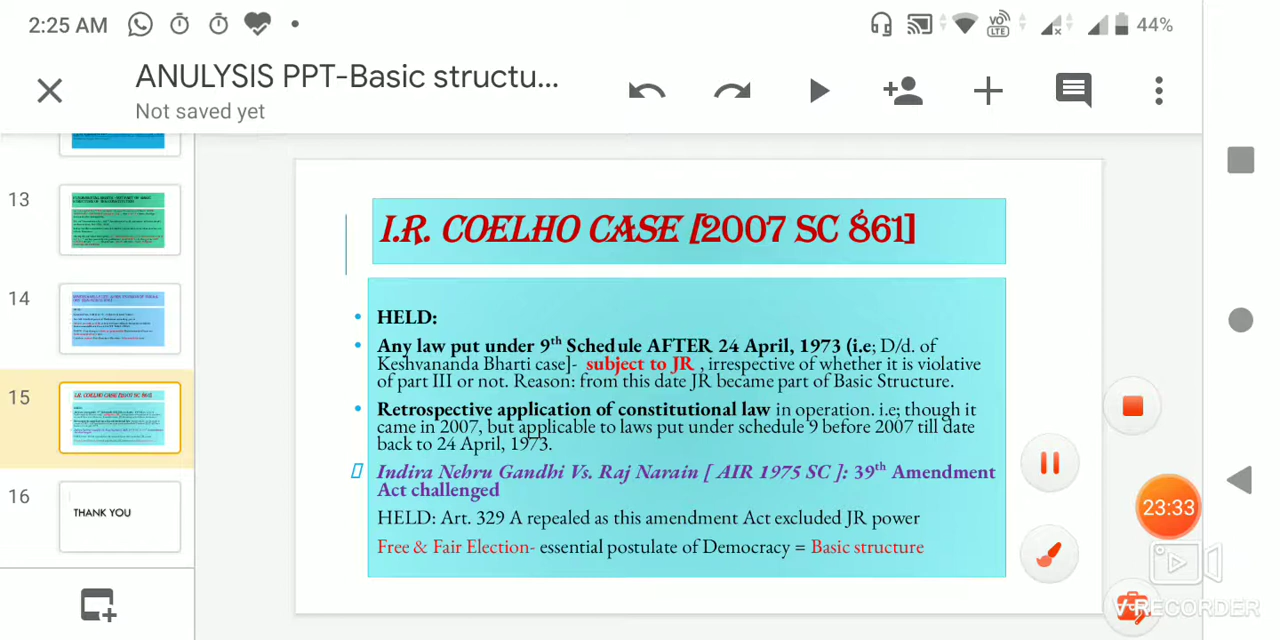 2:25 AM
44%
ANULYSIS PPT-Basic structu...
Not saved yet
13
14
15
16
THANK YOU
I.R. COELHO CASE [2007 SC 861]
HELD:
Any law put under 9th Schedule AFTER 24 April, 1973 (i.e; D/d. of
Keshvananda Bharti case]- subject to JR , irrespective of whether it is violative
of part III or not. Reason: from this date JR became part of Basic Structure.
Retrospective application of constitutional law in operation. i.e; though it
came in 2007, but applicable to laws put under schedule 9 before 2007 till date
back to 24 April, 1973.
Indira Nehru Gandhi Vs. Raj Narain [ AIR 1975 SC ]: 39th Amendment
Act challenged
HELD: Art. 329 A repealed as this amendment Act excluded JR power
Free & Fair Election- essential postulate of Democracy = Basic structure
23:33
RECORDER